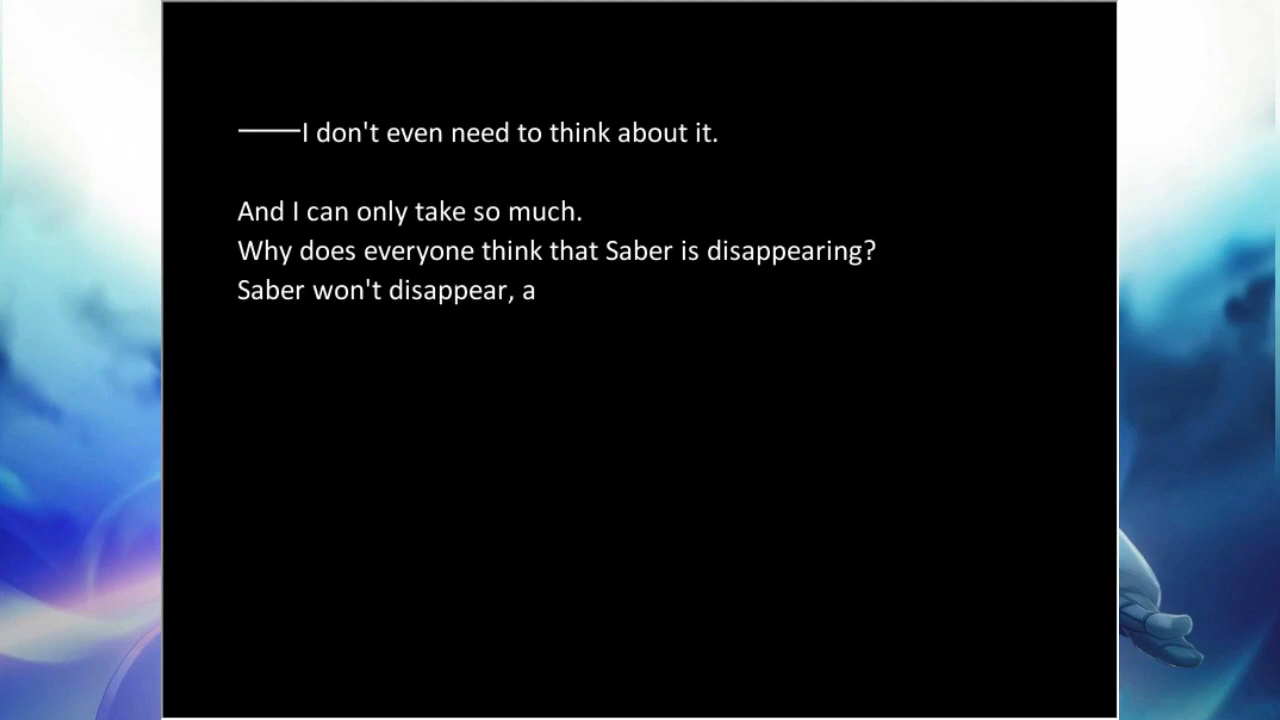 ——I don't even need to think about it.
And I can only take so much.
Why does everyone think that Saber is disappearing?
Saber won't disappear, a